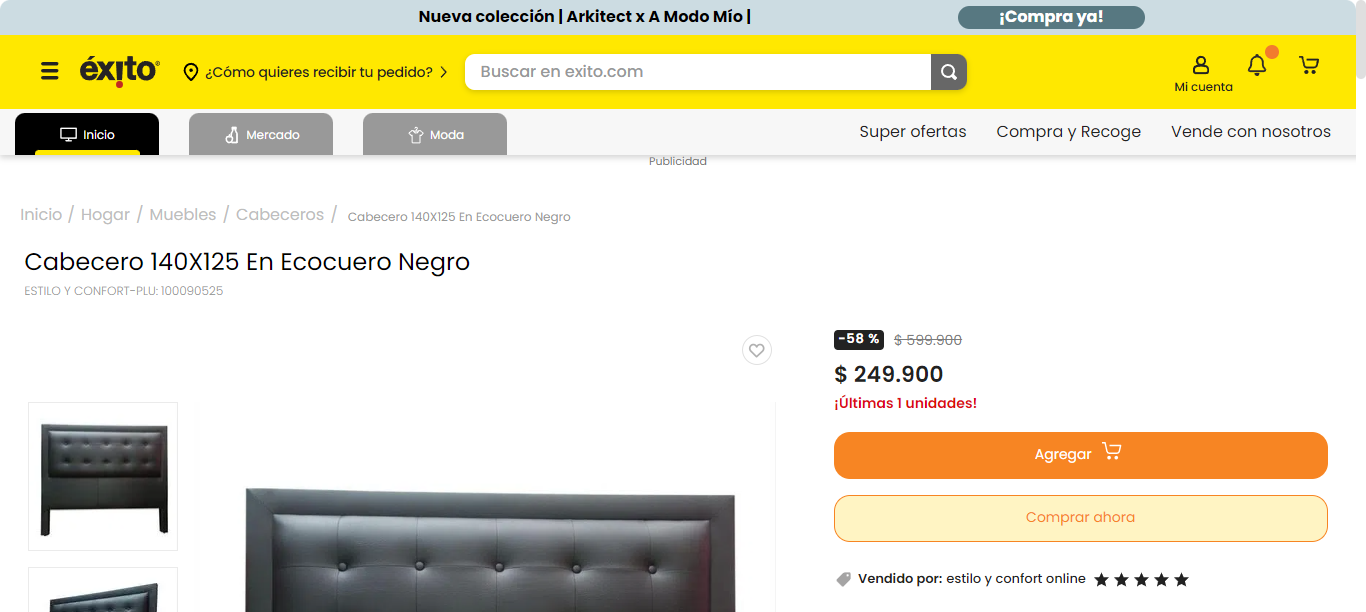 Nueva colección | Arkitect x A Modo Mío |
¡Compra ya!
éxito
¿Cómo quieres recibir tu pedido?
Buscar en exito.com
Mi cuenta
Inicio
Mercado
Moda
Super ofertas
Compra y Recoge
Vende con nosotros
Publicidad
Inicio / Hogar / Muebles / Cabeceros / Cabecero 140X125 En Ecocuero Negro
Cabecero 140X125 En Ecocuero Negro
ESTILO Y CONFORT-PLU: 100090525
-58 % $ 599.900
$ 249.900
¡Últimas 1 unidades!
Agregar
Comprar ahora
Vendido por: estilo y confort online